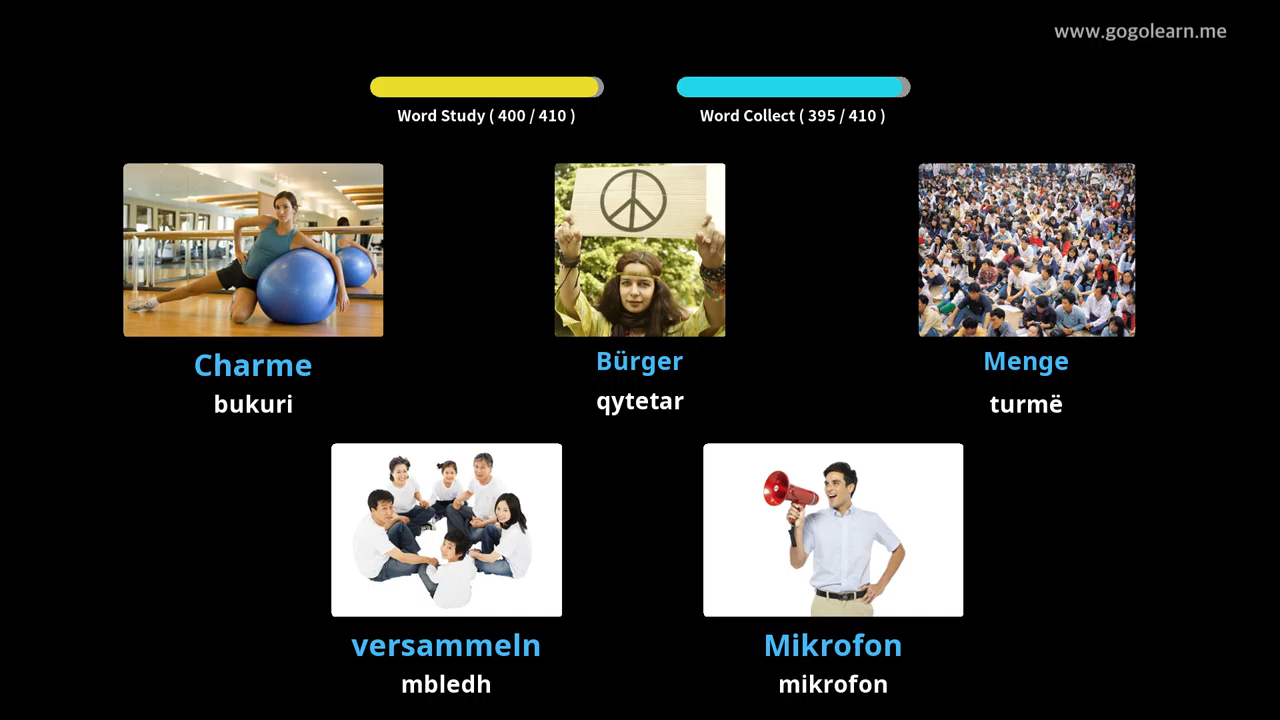 www.gogolearn.me
Word Study ( 400 / 410 )
Word Collect ( 395 / 410 )
Charme
bukuri
Bürger
qytetar
Menge
turmë
versammeln
mbledh
Mikrofon
mikrofon